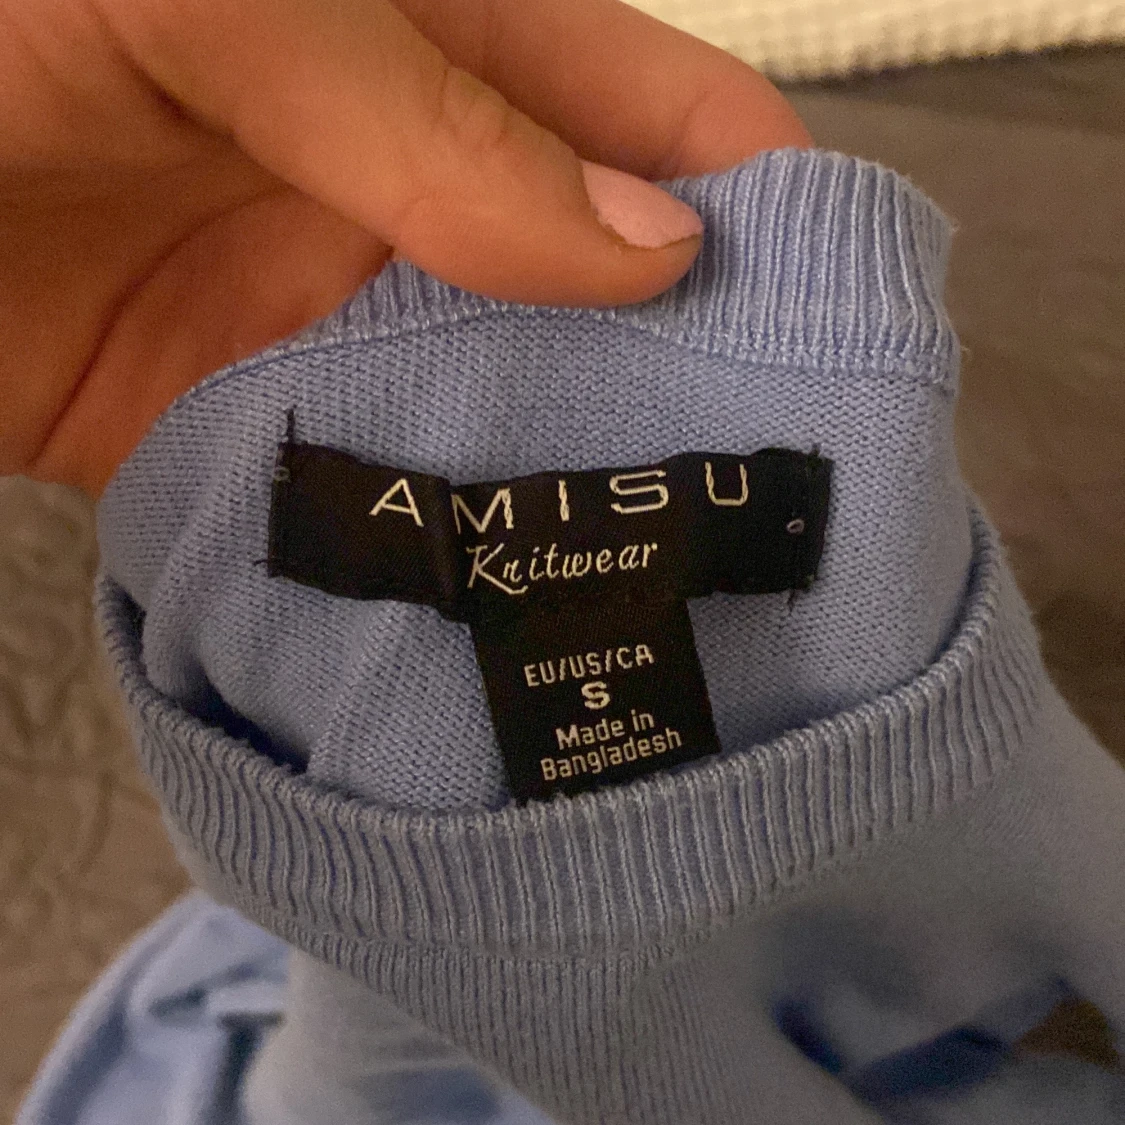 AMISU
Knitwear
EU/US/CA
S
Made in
Bangladesh